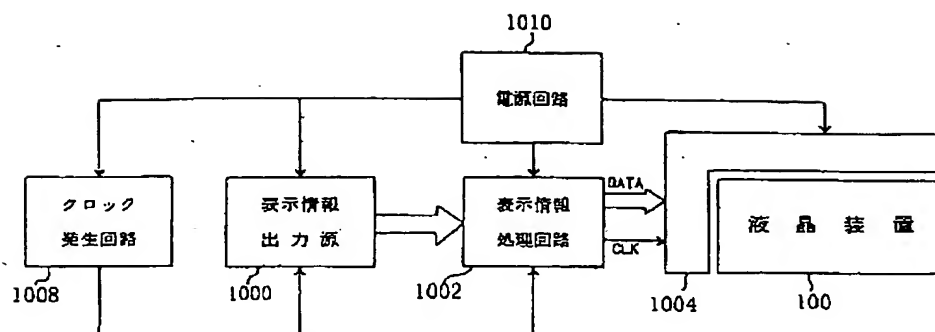 1010
電源回路
クロック
発生回路
表示情報
出力源
表示情報
処理回路
DATA
CLK
液晶装置
1008
1000
1002
1004
100